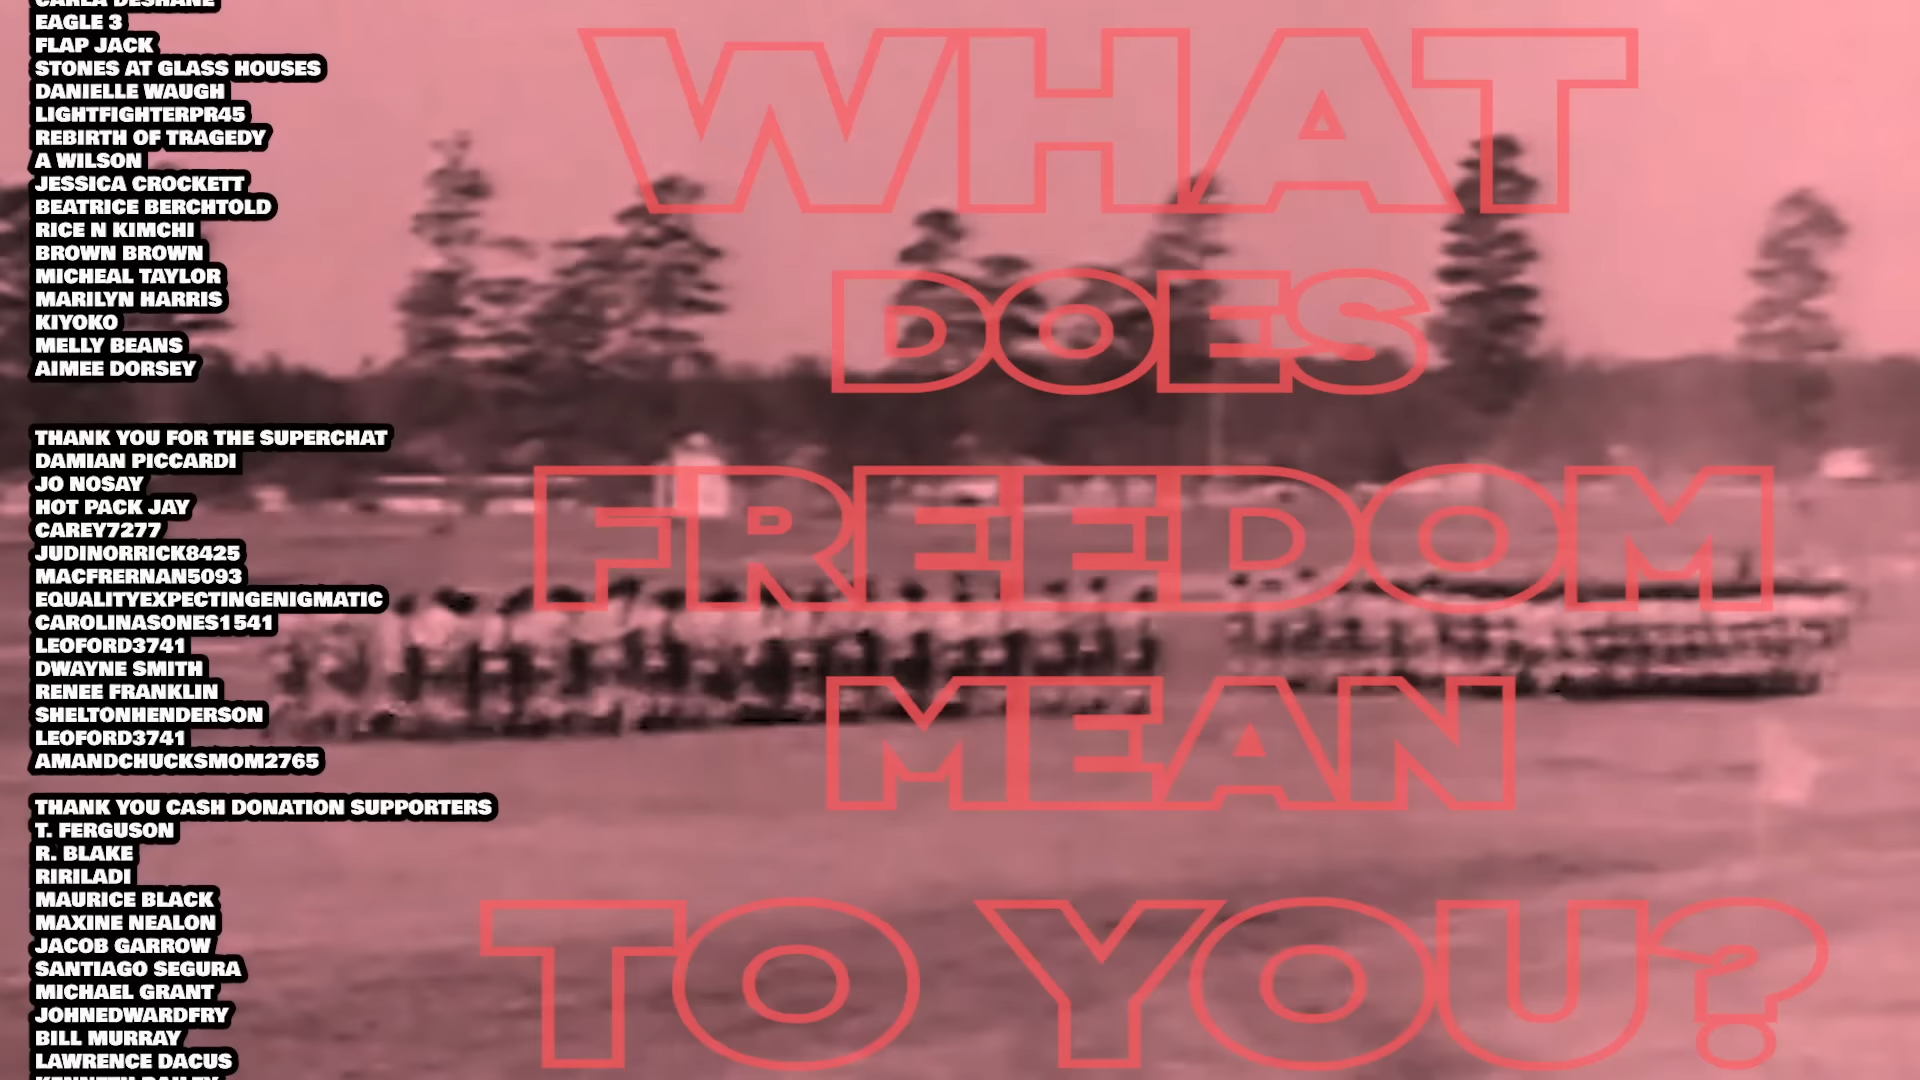 CARLA DESHANE
EAGLE 3
FLAP JACK
STONES AT GLASS HOUSES
DANIELLE WAUGH
LIGHTFIGHTERPR45
REBIRTH OF TRAGEDY
A WILSON
JESSICA CROCKETT
BEATRICE BERCHTOLD
RICE N KIMCHI
BROWN BROWN
MICHEAL TAYLOR
MARILYN HARRIS
KIYOKO
MELLY BEANS
AIMEE DORSEY
THANK YOU FOR THE SUPERCHAT
DAMIAN PICCARDI
JO NOSAY
HOT PACK JAY
CAREY7277
JUDINORRICK8425
MACFRERNAN5093
EQUALITYEXPECTINGENIGMATIC
CAROLINASONES1541
LEOFORD3741
DWAYNE SMITH
RENEE FRANKLIN
SHELTONHENDERSON
LEOFORD3741
AMANDCHUCKSMOM2765
THANK YOU CASH DONATION SUPPORTERS
T. FERGUSON
R. BLAKE
RIRILADI
MAURICE BLACK
MAXINE NEALON
JACOB GARROW
SANTIAGO SEGURA
MICHAEL GRANT
JOHNEDWARDFRY
BILL MURRAY
LAWRENCE DACUS
WHAT
DOES
FREEDOM
MEAN
TO YOU?